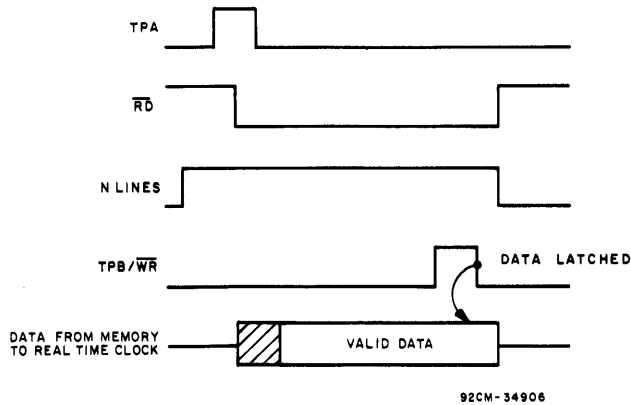 TPA
RD
N LINES
TPB/WR
DATA LATCHED
DATA FROM MEMORY
TO REAL TIME CLOCK
VALID DATA
92CM-34906